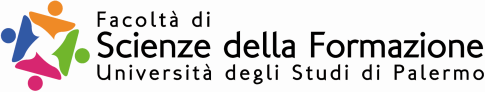 Facoltà di
Scienze della Formazione
Università degli Studi di Palermo